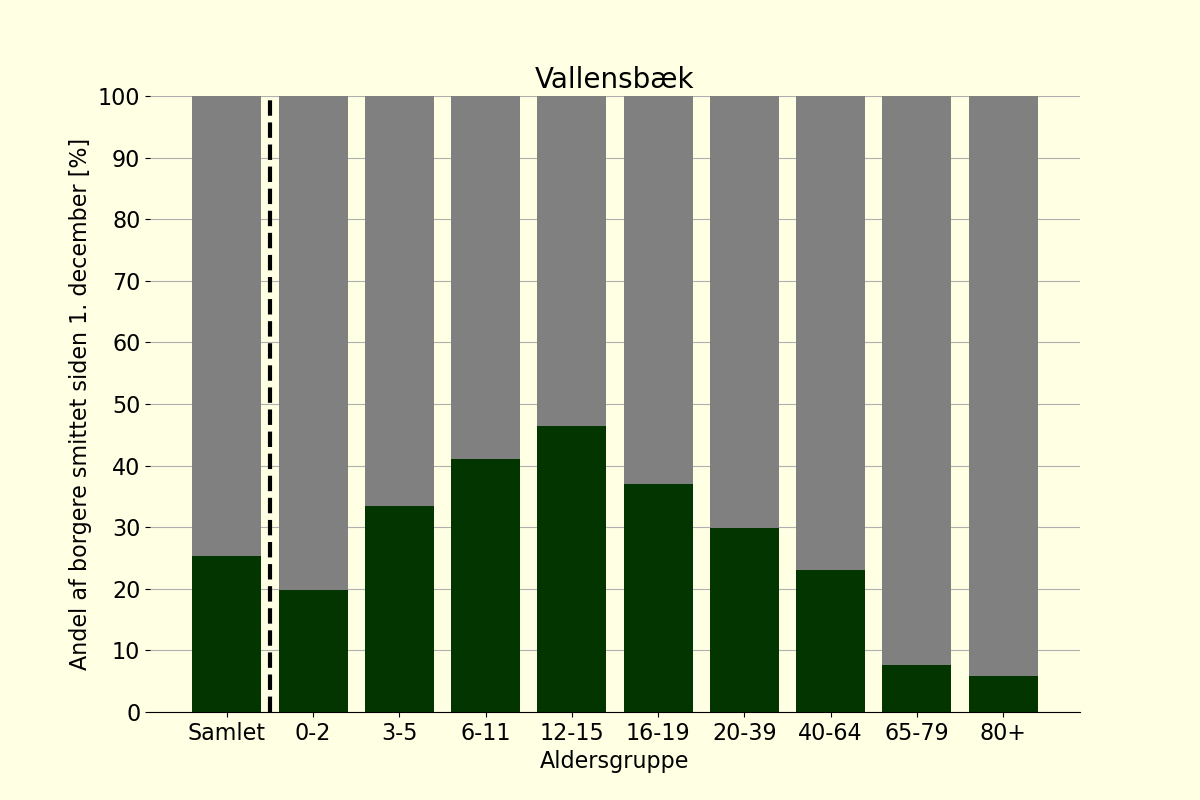 Vallensbæk
Andel af borgere smittet siden 1. december [%]
100
90
80
70
60
50
40
30
20
10
0
Samlet 0-2 3-5 6-11 12-15 16-19 20-39 40-64 65-79 80+
Aldersgruppe